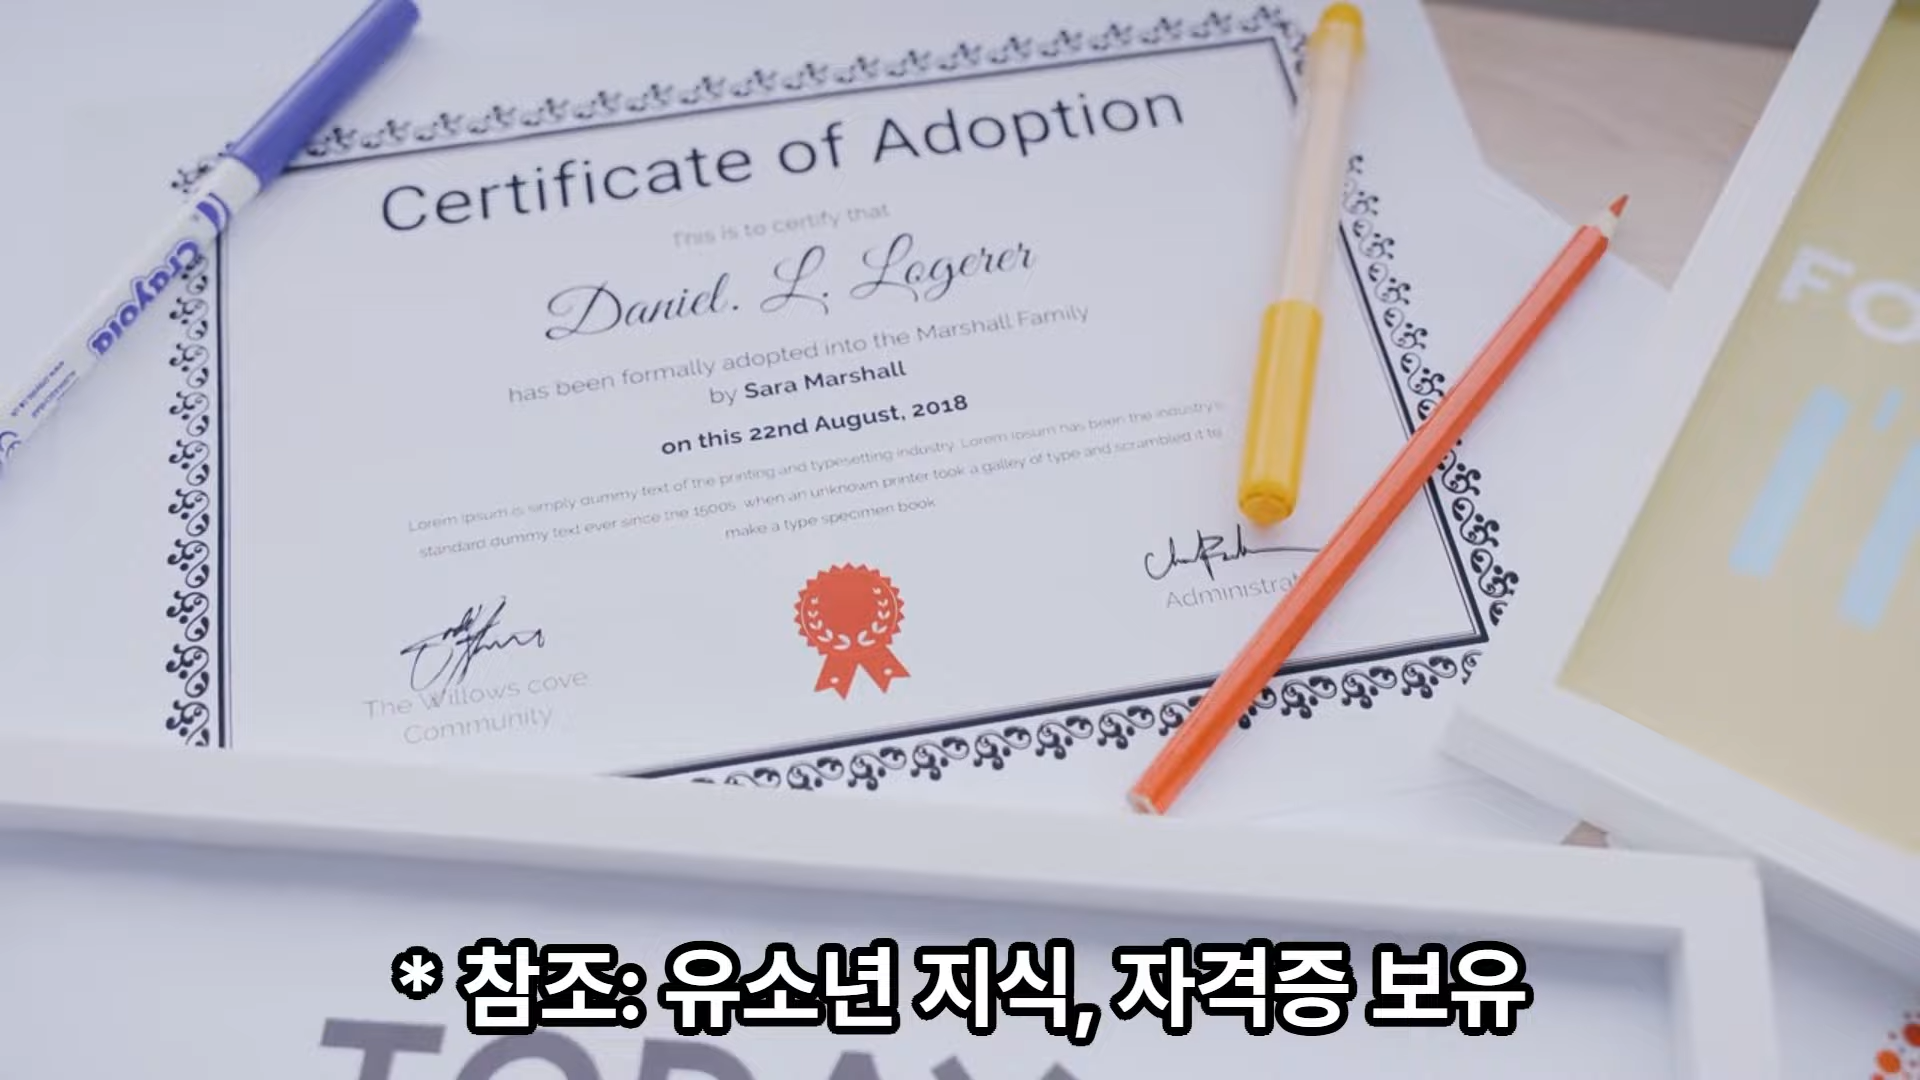 Certificate of Adoption
This is to certify that
Daniel. L. Logerer
has been formally adopted into the Marshall Family
by Sara Marshall
on this 22nd August, 2018
Lorem Ipsum is simply dummy text of the printing and typesetting industry. Lorem Ipsum has been the industry's
standard dummy text ever since the 1500s, when an unknown printer took a galley of type and scrambled it to
make a type specimen book
Administrat
The Willows cove
Community
Crayola
FO
I'
TODAY
* 참조: 유소년 지식, 자격증 보유